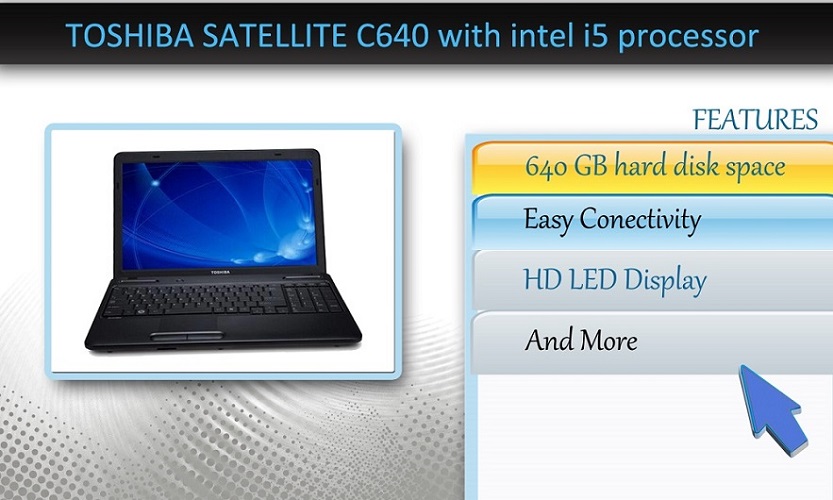 TOSHIBA SATELLITE C640 with intel i5 processor
FEATURES
640 GB hard disk space
Easy Conectivity
HD LED Display
And More
TOSHIBA